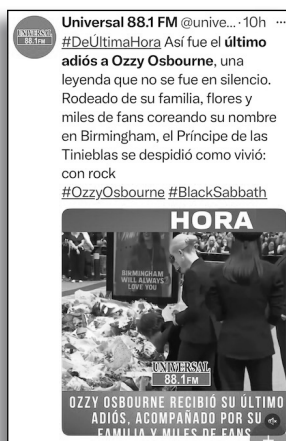 Universal 88.1 FM @unive... · 10h ...
UNIVERSAL
88.1FM
#DeÚltimaHora Así fue el último
adiós a Ozzy Osbourne, una
leyenda que no se fue en silencio.
Rodeado de su familia, flores y
miles de fans coreando su nombre
en Birmingham, el Príncipe de las
Tinieblas se despidió como vivió:
con rock
#OzzyOsbourne #BlackSabbath
HORA
BIRMINGHAM
WILL ALWAYS
LOVE YOU
UNIVERSAL
88.1FM
OZZY OSBOURNE RECIBIÓ SU ÚLTIMO
ADIÓS, ACOMPAÑADO POR SU
FAMILIA Y MILES DE FANS